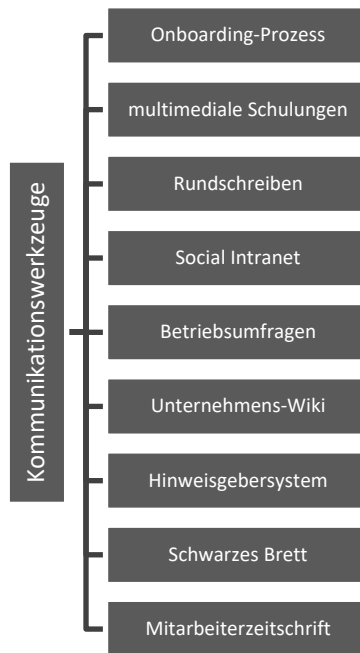 Kommunikationswerkzeuge
Onboarding-Prozess
multimediale Schulungen
Rundschreiben
Social Intranet
Betriebsumfragen
Unternehmens-Wiki
Hinweisgebersystem
Schwarzes Brett
Mitarbeiterzeitschrift